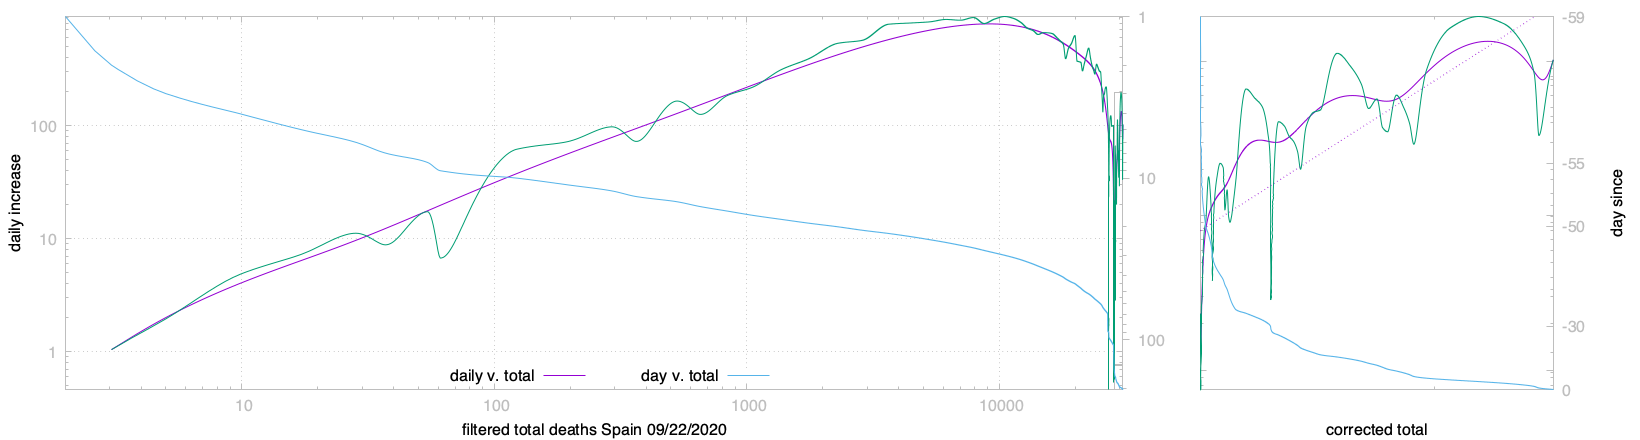 daily increase
100
10
1
10
100
1000
10000
filtered total deaths Spain 09/22/2020
daily v. total
day v. total
1
10
100
-59
-55
-50
-30
0
day since
corrected total